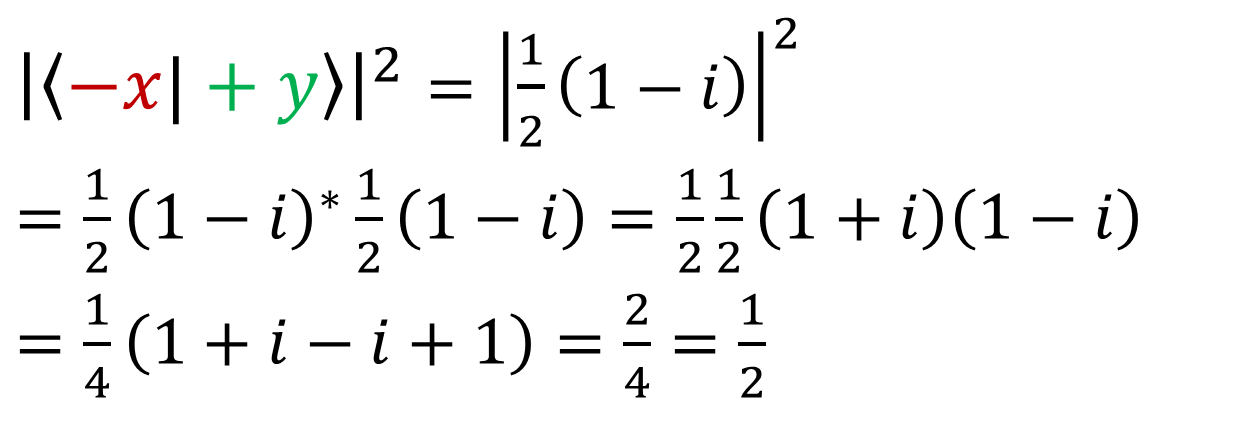 |⟨−x| + y⟩|² = |½(1 − i)|²
= ½(1 − i)* ½(1 − i) = ½ ½(1 + i)(1 − i)
= ¼(1 + i − i + 1) = 2/4 = ½